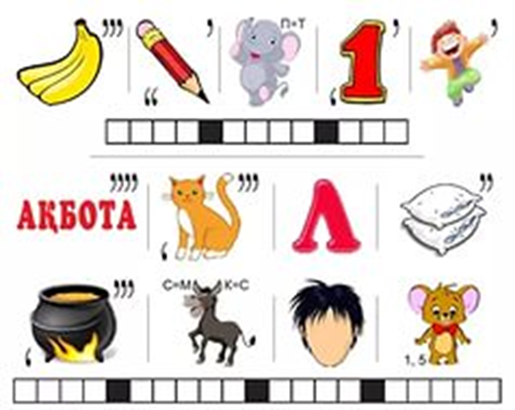 П=Т
1
АҚБОТА
Л
С=М К=С
1, 5